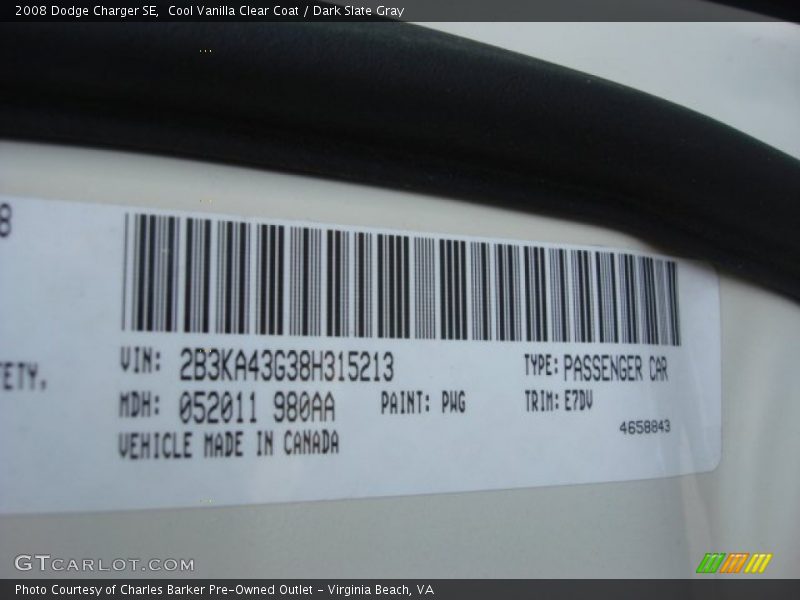 2008 Dodge Charger SE,  Cool Vanilla Clear Coat / Dark Slate Gray
8
ETY.
VIN: 2B3KA43G38H315213
TYPE: PASSENGER CAR
MDH: 052011 980AA
PAINT: PWG
TRIM: E7DV
VEHICLE MADE IN CANADA
4658843
GTCARLOT.COM
Photo Courtesy of Charles Barker Pre-Owned Outlet - Virginia Beach, VA